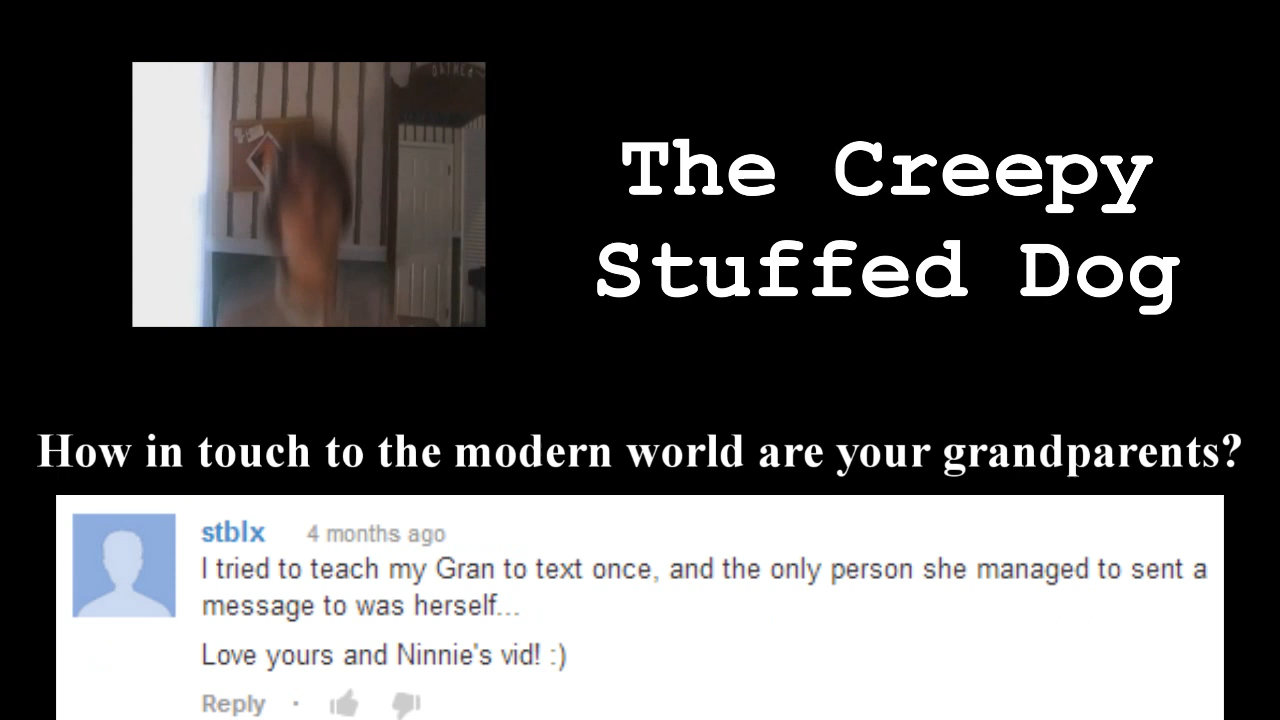 The Creepy
Stuffed Dog
How in touch to the modern world are your grandparents?
stblx 4 months ago
I tried to teach my Gran to text once, and the only person she managed to sent a
message to was herself...
Love yours and Ninnie's vid! :)
Reply ·